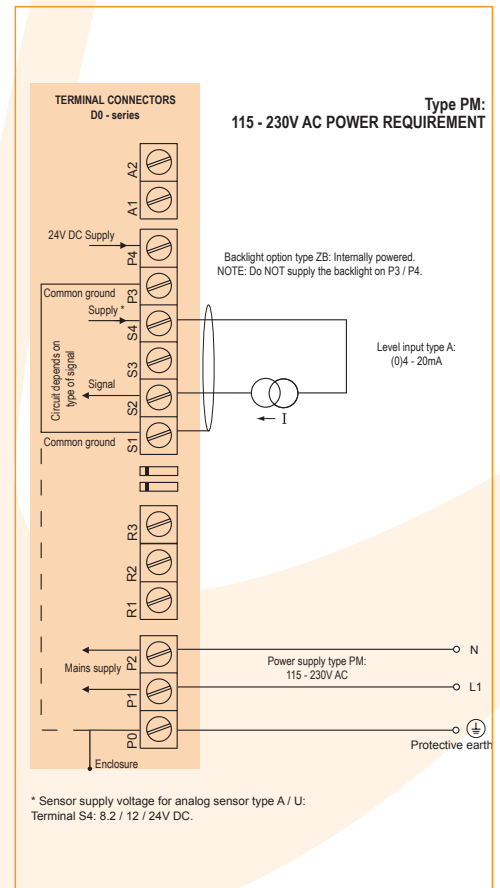 TERMINAL CONNECTORS
D0 - series
Type PM:
115 - 230V AC POWER REQUIREMENT
A2
A1
24V DC Supply
P4
Backlight option type ZB: Internally powered.
NOTE: Do NOT supply the backlight on P3 / P4.
Common ground
P3
Supply *
S4
Level input type A:
(0)4 - 20mA
Circuit depends on
type of signal
S3
Signal
S2
I
Common ground
S1
R3
R2
R1
Mains supply
P2
Power supply type PM:
115 - 230V AC
N
P1
L1
P0
Protective earth
Enclosure
* Sensor supply voltage for analog sensor type A / U:
Terminal S4: 8.2 / 12 / 24V DC.